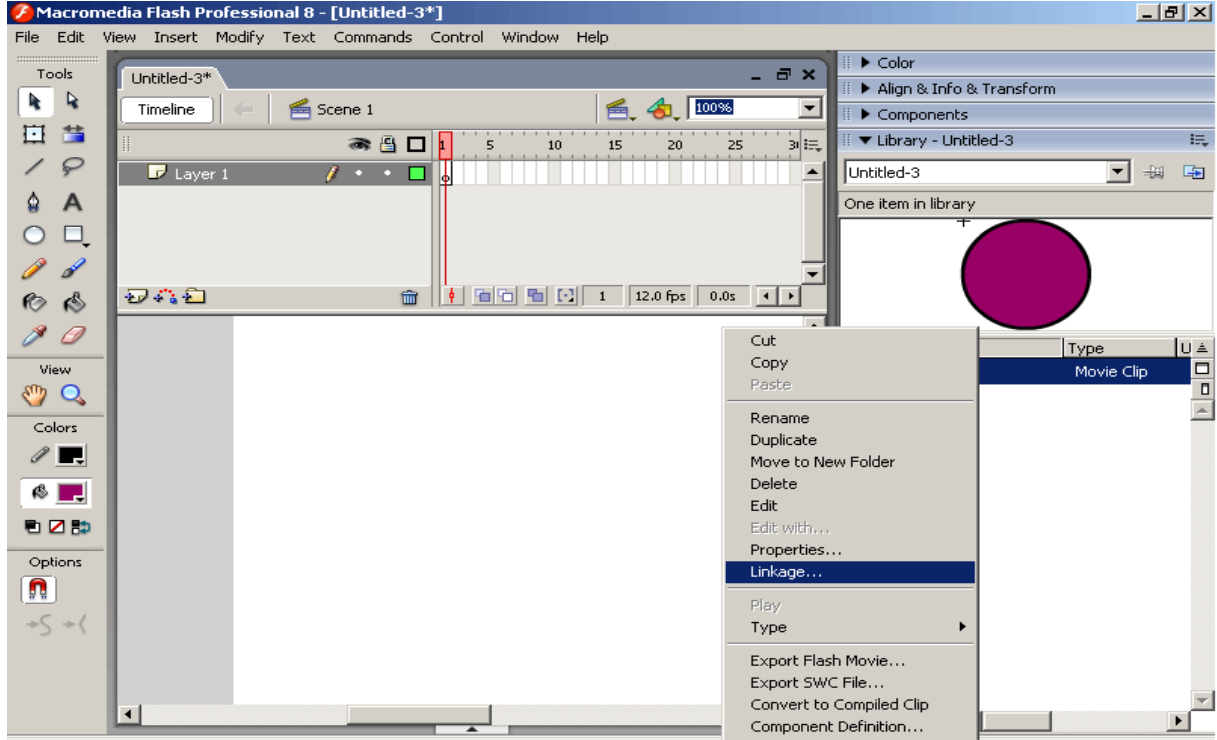 Macromedia Flash Professional 8 - [Untitled-3*]
File Edit View Insert Modify Text Commands Control Window Help
Tools
View
Colors
Options
Untitled-3*
Timeline Scene 1 100%
1 5 10 15 20 25
Layer 1
1 12.0 fps 0.0s
Color
Align & Info & Transform
Components
Library - Untitled-3
Untitled-3
One item in library
Type U
Movie Clip
Cut
Copy
Paste
Rename
Duplicate
Move to New Folder
Delete
Edit
Edit with...
Properties...
Linkage...
Play
Type
Export Flash Movie...
Export SWC File...
Convert to Compiled Clip
Component Definition...